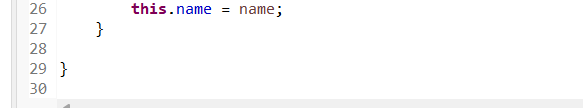 26         this.name = name;
27     }
28
29 }
30